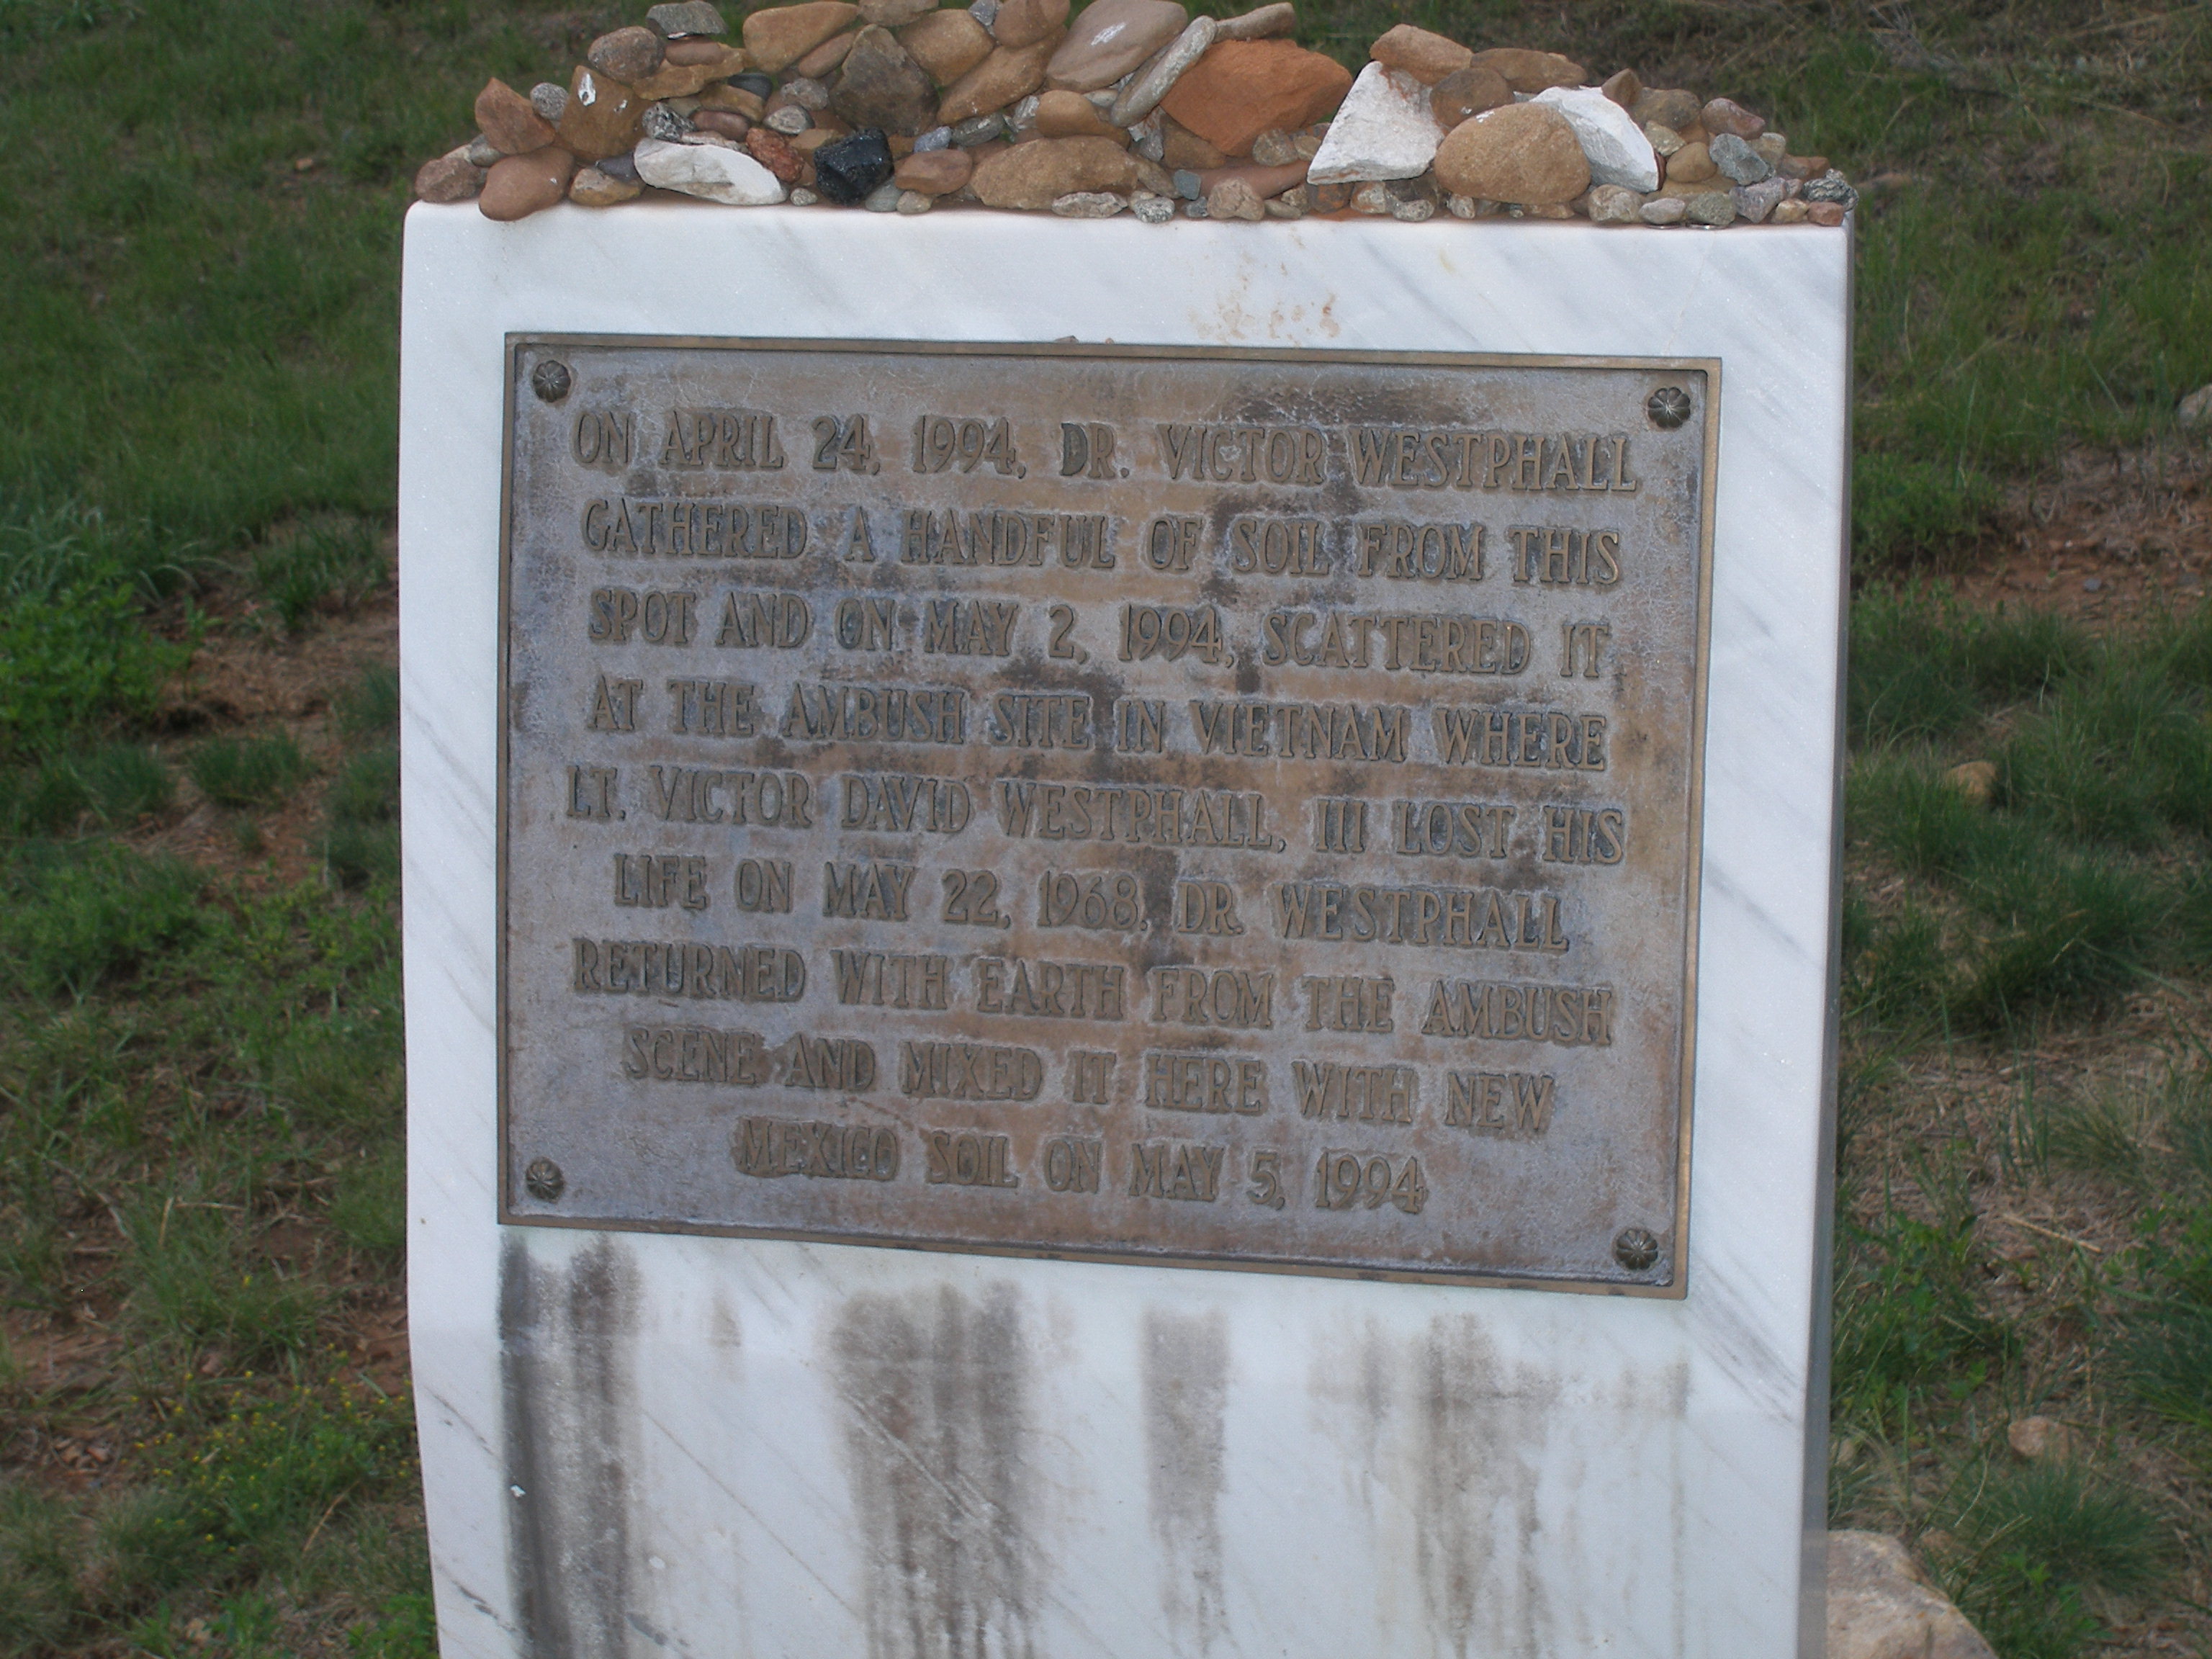 ON APRIL 24, 1994, DR. VICTOR WESTPHALL
GATHERED A HANDFUL OF SOIL FROM THIS
SPOT AND ON MAY 2, 1994, SCATTERED IT
AT THE AMBUSH SITE IN VIETNAM WHERE
LT. VICTOR DAVID WESTPHALL, III LOST HIS
LIFE ON MAY 22, 1968. DR. WESTPHALL
RETURNED WITH EARTH FROM THE AMBUSH
SCENE AND MIXED IT HERE WITH NEW
MEXICO SOIL ON MAY 5, 1994